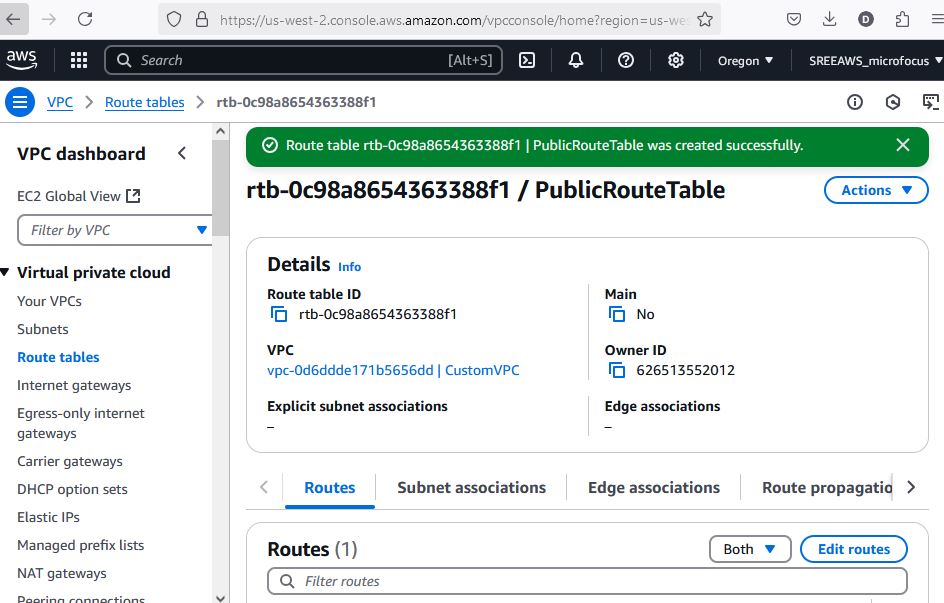 https://us-west-2.console.aws.amazon.com/vpcconsole/home?region=us-wes
D
aws
Search [Alt+S]
Oregon
SREEAWS_microfocus
VPC
Route tables
rtb-0c98a8654363388f1
VPC dashboard
EC2 Global View
Filter by VPC
Virtual private cloud
Your VPCs
Subnets
Route tables
Internet gateways
Egress-only internet
gateways
Carrier gateways
DHCP option sets
Elastic IPs
Managed prefix lists
NAT gateways
Peering connections
Route table rtb-0c98a8654363388f1 | PublicRouteTable was created successfully.
rtb-0c98a8654363388f1 / PublicRouteTable
Actions
Details Info
Route table ID
rtb-0c98a8654363388f1
Main
No
VPC
vpc-0d6ddde171b5656dd | CustomVPC
Owner ID
626513552012
Explicit subnet associations
–
Edge associations
–
Routes
Subnet associations
Edge associations
Route propagatio
Routes (1)
Both
Edit routes
Filter routes